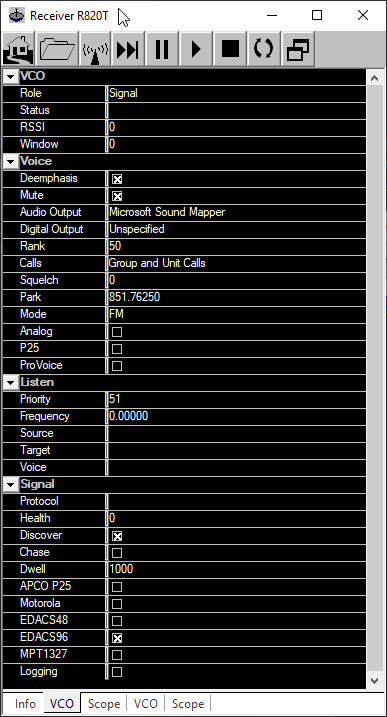 Receiver R820T
VCO
Role Signal
Status
RSSI 0
Window 0
Voice
Deemphasis
Mute
Audio Output Microsoft Sound Mapper
Digital Output Unspecified
Rank 50
Calls Group and Unit Calls
Squelch 0
Park 851.76250
Mode FM
Analog
P25
ProVoice
Listen
Priority 51
Frequency 0.00000
Source
Target
Voice
Signal
Protocol
Health 0
Discover
Chase
Dwell 1000
APCO P25
Motorola
EDACS48
EDACS96
MPT1327
Logging
Info VCO Scope VCO Scope